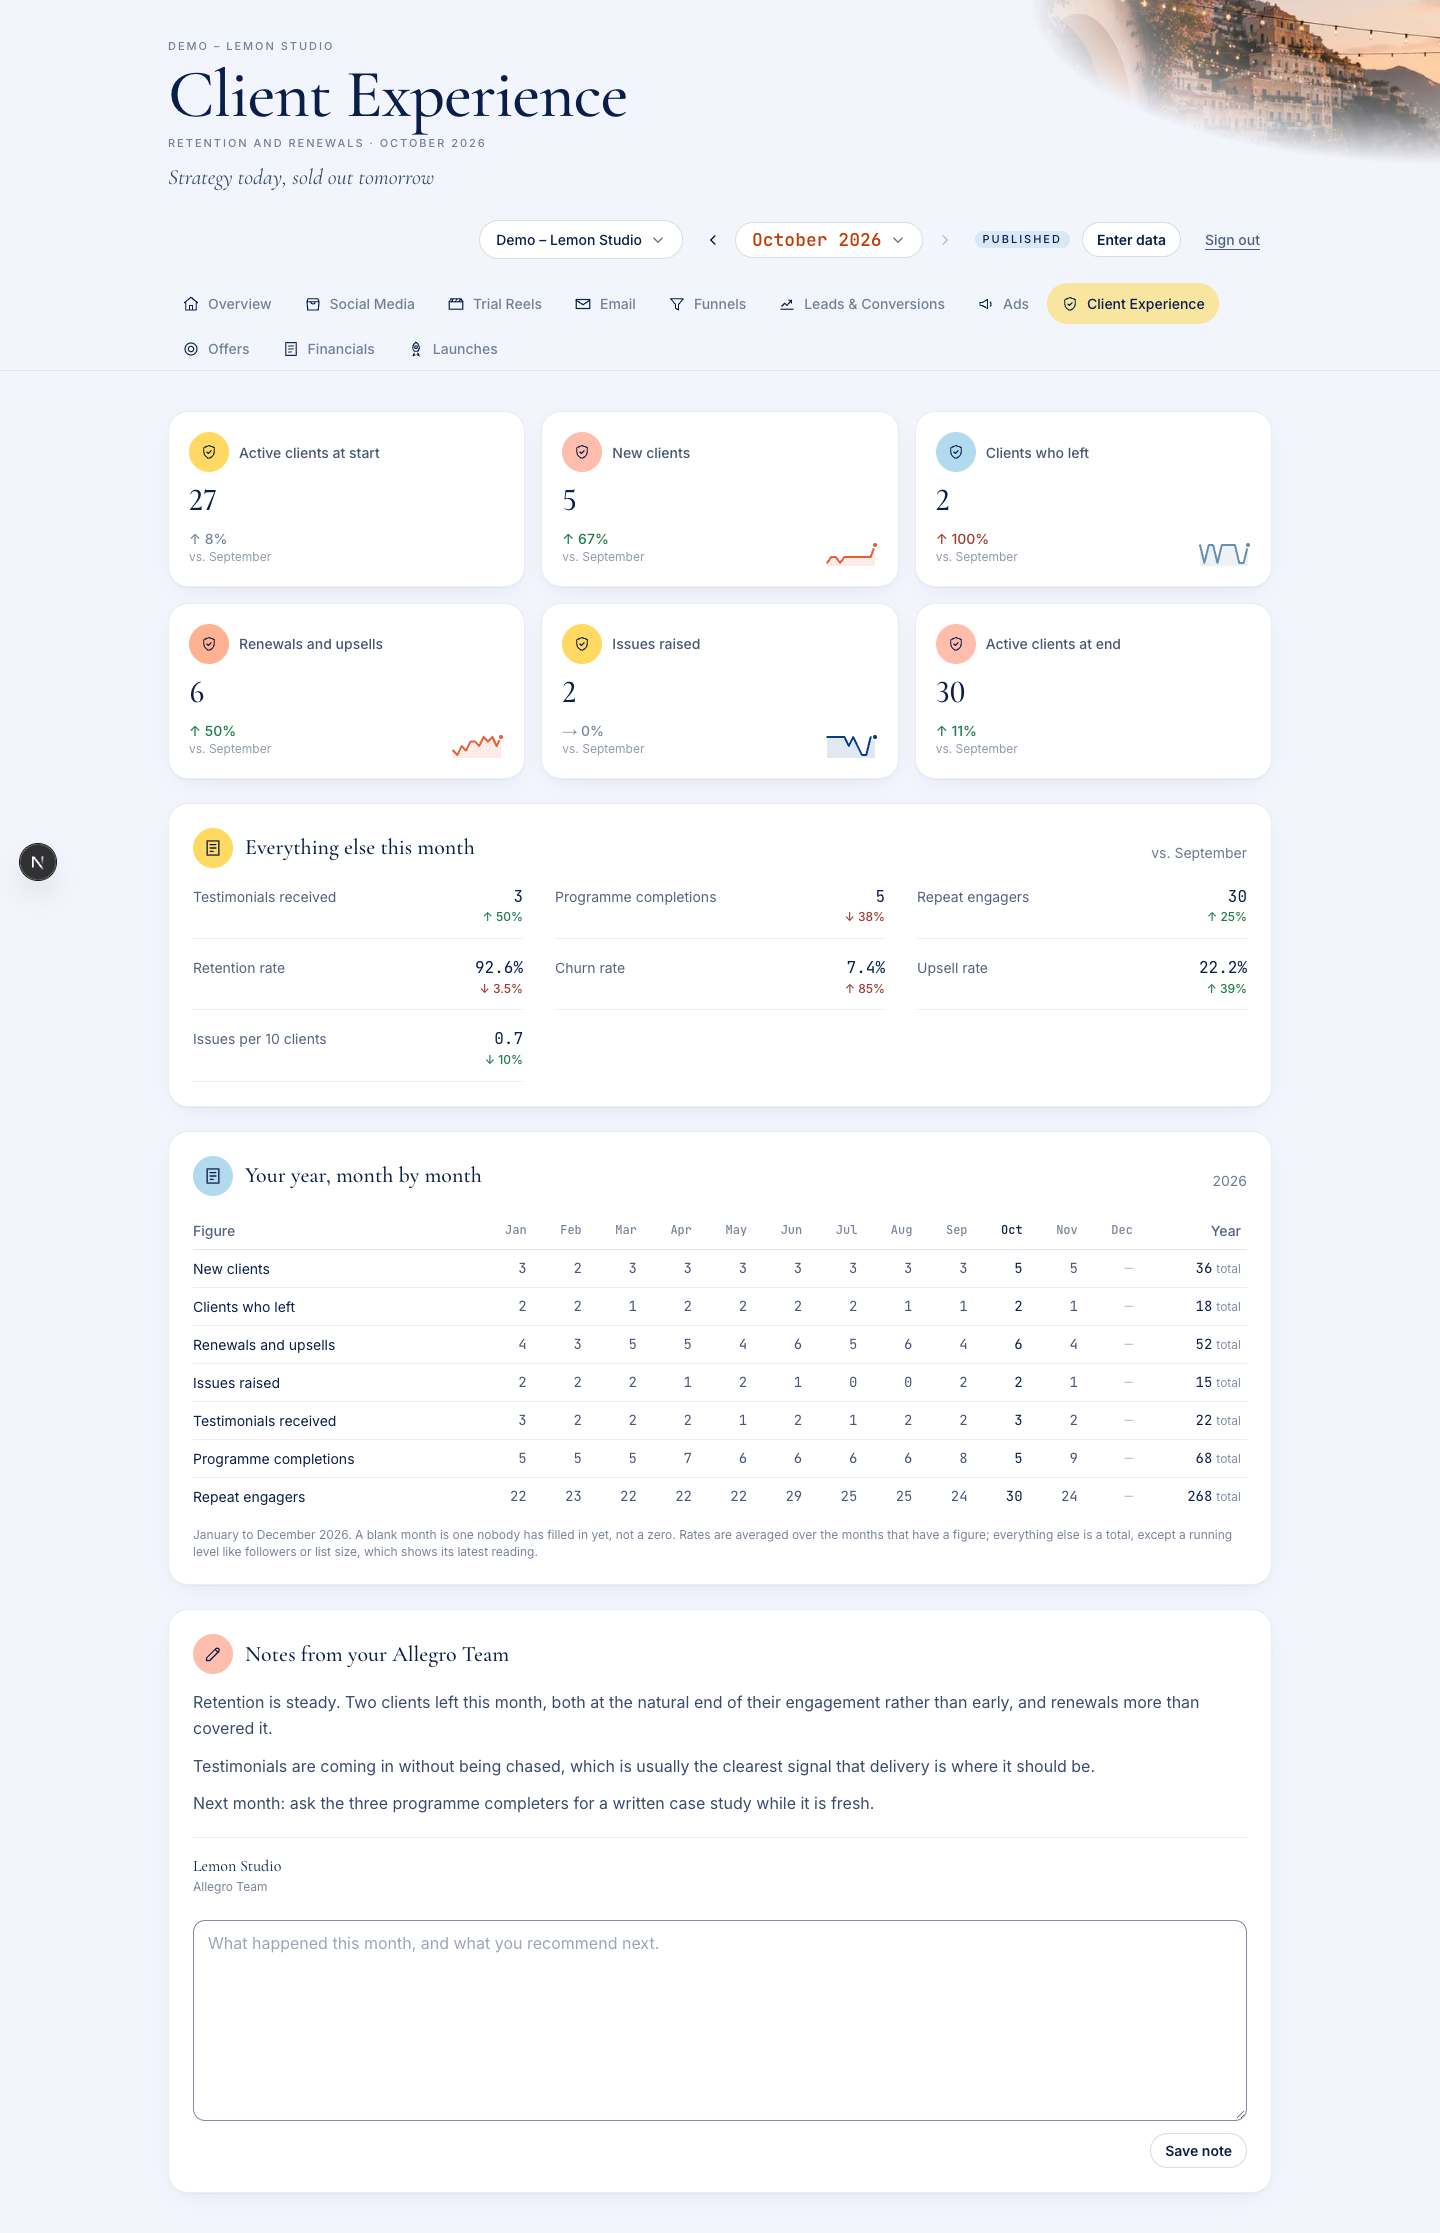 DEMO – LEMON STUDIO
Client Experience
RETENTION AND RENEWALS · OCTOBER 2026
Strategy today, sold out tomorrow
Demo – Lemon Studio
October 2026
PUBLISHED
Enter data
Sign out
Overview
Social Media
Trial Reels
Email
Funnels
Leads & Conversions
Ads
Client Experience
Offers
Financials
Launches
Active clients at start
27
↑ 8%
vs. September
New clients
5
↑ 67%
vs. September
Clients who left
2
↑ 100%
vs. September
Renewals and upsells
6
↑ 50%
vs. September
Issues raised
2
→ 0%
vs. September
Active clients at end
30
↑ 11%
vs. September
N
Everything else this month
vs. September
Testimonials received 3
↑ 50%
Programme completions 5
↓ 38%
Repeat engagers 30
↑ 25%
Retention rate 92.6%
↓ 3.5%
Churn rate 7.4%
↑ 85%
Upsell rate 22.2%
↑ 39%
Issues per 10 clients 0.7
↓ 10%
Your year, month by month
2026
Figure Jan Feb Mar Apr May Jun Jul Aug Sep Oct Nov Dec Year
New clients 3 2 3 3 3 3 3 3 3 5 5 – 36 total
Clients who left 2 2 1 2 2 2 2 1 1 2 1 – 18 total
Renewals and upsells 4 3 5 5 4 6 5 6 4 6 4 – 52 total
Issues raised 2 2 2 1 2 1 0 0 2 2 1 – 15 total
Testimonials received 3 2 2 2 1 2 1 2 2 3 2 – 22 total
Programme completions 5 5 5 7 6 6 6 6 8 5 9 – 68 total
Repeat engagers 22 23 22 22 22 29 25 25 24 30 24 – 268 total
January to December 2026. A blank month is one nobody has filled in yet, not a zero. Rates are averaged over the months that have a figure; everything else is a total, except a running
level like followers or list size, which shows its latest reading.
Notes from your Allegro Team
Retention is steady. Two clients left this month, both at the natural end of their engagement rather than early, and renewals more than
covered it.
Testimonials are coming in without being chased, which is usually the clearest signal that delivery is where it should be.
Next month: ask the three programme completers for a written case study while it is fresh.
Lemon Studio
Allegro Team
What happened this month, and what you recommend next.
Save note